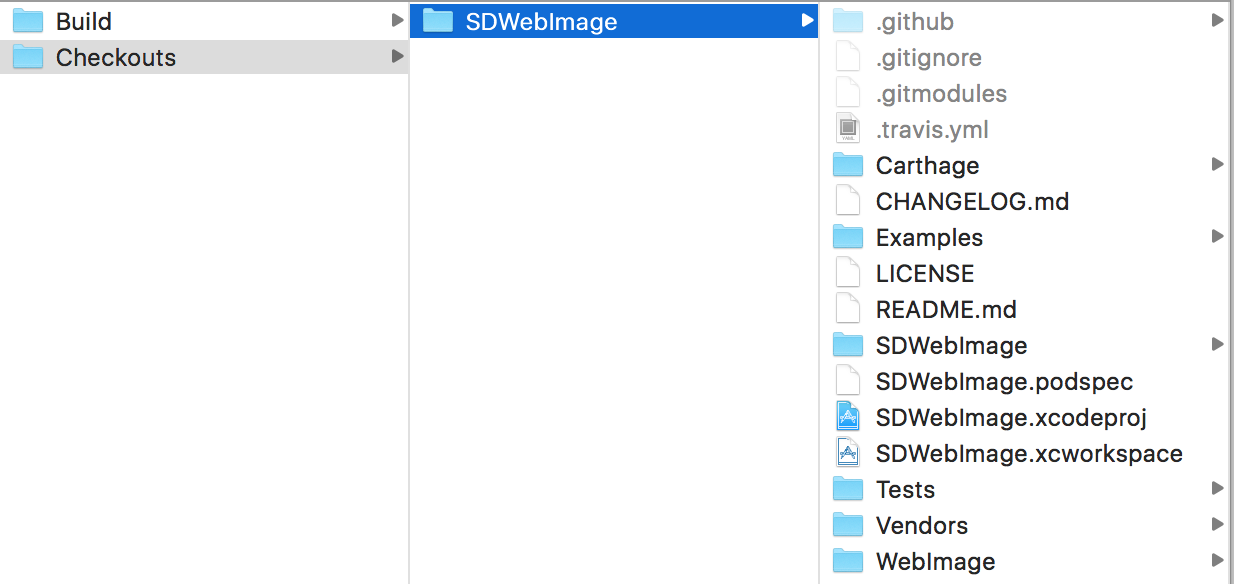 Build
Checkouts
SDWebImage
.github
.gitignore
.gitmodules
.travis.yml
Carthage
CHANGELOG.md
Examples
LICENSE
README.md
SDWebImage
SDWebImage.podspec
SDWebImage.xcodeproj
SDWebImage.xcworkspace
Tests
Vendors
WebImage